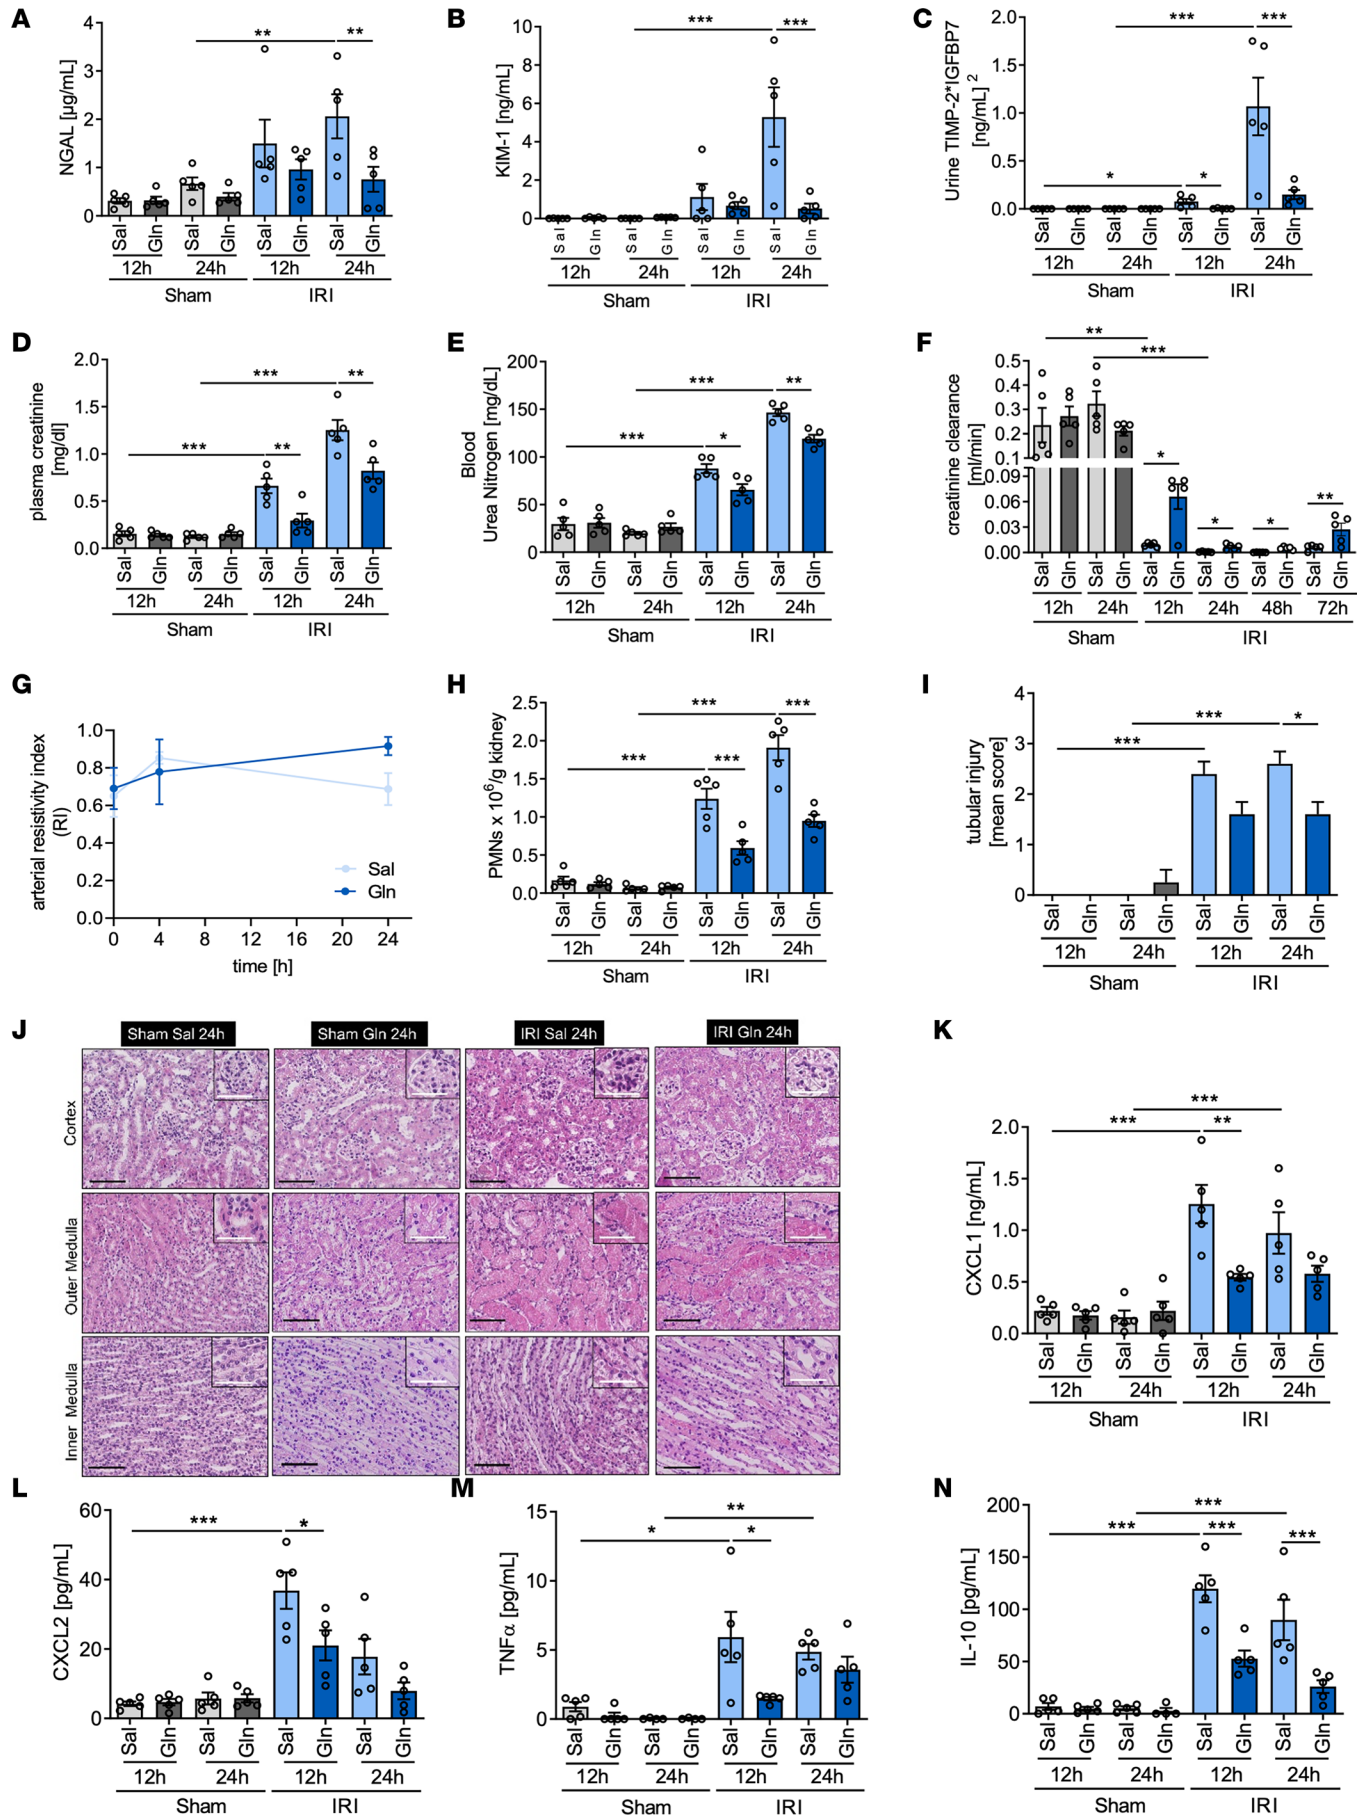 A
NGAL [µg/mL]
4
3
2
1
0
** **
Sal Gln Sal Gln Sal Gln Sal Gln
12h 24h 12h 24h
Sham IRI
B
KIM-1 [ng/mL]
10
8
6
4
2
0
*** ***
Sal Gln Sal Gln Sal Gln Sal Gln
12h 24h 12h 24h
Sham IRI
C
Urine TIMP-2*IGFBP7
[ng/mL] 2
2.0
1.5
1.0
0.5
0.0
*** ***
* *
Sal Gln Sal Gln Sal Gln Sal Gln
12h 24h 12h 24h
Sham IRI
D
plasma creatinine
[mg/dl]
2.0
1.5
1.0
0.5
0.0
*** **
*** **
Sal Gln Sal Gln Sal Gln Sal Gln
12h 24h 12h 24h
Sham IRI
E
Blood
Urea Nitrogen [mg/dL]
200
150
100
50
0
*** **
*** *
Sal Gln Sal Gln Sal Gln Sal Gln
12h 24h 12h 24h
Sham IRI
F
creatinine clearance
[ml/min]
0.5
0.4
0.3
0.2
0.1
0.09
0.06
0.03
0.00
**
***
* * * **
Sal Gln Sal Gln Sal Gln Sal Gln Sal Gln Sal Gln
12h 24h 12h 24h 48h 72h
Sham IRI
G
arterial resistivity index
(RI)
1.0
0.8
0.6
0.4
0.2
0.0
Sal
Gln
0 4 8 12 16 20 24
time [h]
H
PMNs x 10⁶/g kidney
2.5
2.0
1.5
1.0
0.5
0.0
*** ***
*** ***
Sal Gln Sal Gln Sal Gln Sal Gln
12h 24h 12h 24h
Sham IRI
I
tubular injury
[mean score]
4
3
2
1
0
*** *
***
Sal Gln Sal Gln Sal Gln Sal Gln
12h 24h 12h 24h
Sham IRI
J
Sham Sal 24h Sham Gln 24h IRI Sal 24h IRI Gln 24h
Cortex
Outer Medulla
Inner Medulla
K
CXCL1 [ng/mL]
2.0
1.5
1.0
0.5
0.0
***
*** **
Sal Gln Sal Gln Sal Gln Sal Gln
12h 24h 12h 24h
Sham IRI
L
CXCL2 [pg/mL]
60
40
20
0
*** *
Sal Gln Sal Gln Sal Gln Sal Gln
12h 24h 12h 24h
Sham IRI
M
TNFα [pg/mL]
15
10
5
0
**
* *
Sal Gln Sal Gln Sal Gln Sal Gln
12h 24h 12h 24h
Sham IRI
N
IL-10 [pg/mL]
200
150
100
50
0
***
*** *** ***
Sal Gln Sal Gln Sal Gln Sal Gln
12h 24h 12h 24h
Sham IRI